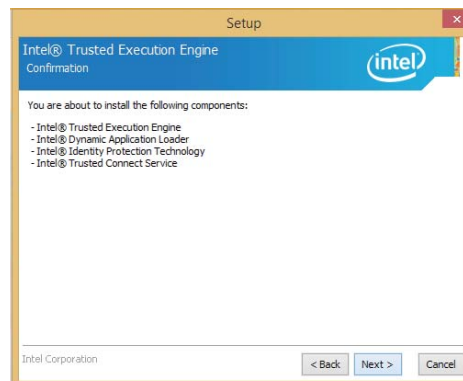 Setup
Intel® Trusted Execution Engine
Confirmation
intel
You are about to install the following components:
- Intel® Trusted Execution Engine
- Intel® Dynamic Application Loader
- Intel® Identity Protection Technology
- Intel® Trusted Connect Service
Intel Corporation
< Back Next > Cancel